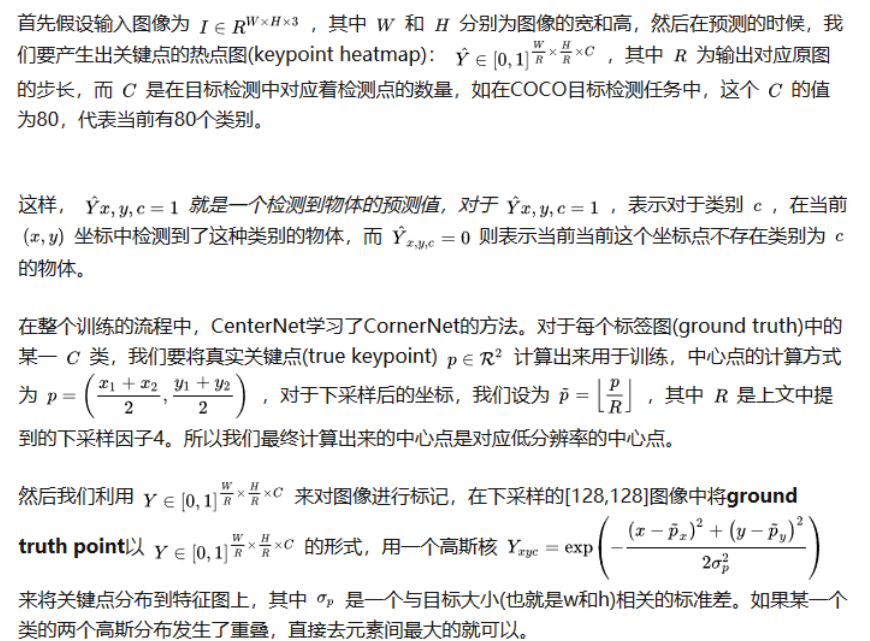 首先假设输入图像为 I ∈ R^{W×H×3} ，其中 W 和 H 分别为图像的宽和高，然后在预测的时候，我
们要产生出关键点的热点图(keypoint heatmap)： Ŷ ∈ [0, 1]^{\frac{W}{R}×\frac{H}{R}×C} ，其中 R 为输出对应原图
的步长，而 C 是在目标检测中对应着检测点的数量，如在COCO目标检测任务中，这个 C 的值
为80，代表当前有80个类别。
这样， Ŷx, y, c = 1 就是一个检测到物体的预测值，对于 Ŷx, y, c = 1 ，表示对于类别 c ，在当前
(x, y) 坐标中检测到了这种类别的物体，而 Ŷ_{x,y,c} = 0 则表示当前当前这个坐标点不存在类别为 c
的物体。
在整个训练的流程中，CenterNet学习了CornerNet的方法。对于每个标签图(ground truth)中的
某一 C 类，我们要将真实关键点(true keypoint) p ∈ \mathcal{R}^2 计算出来用于训练，中心点的计算方式
为 p = \left(\frac{x_1 + x_2}{2}, \frac{y_1 + y_2}{2}\right) ，对于下采样后的坐标，我们设为 \tilde{p} = \left\lfloor\frac{p}{R}\right\rfloor ，其中 R 是上文中提
到的下采样因子4。所以我们最终计算出来的中心点是对应低分辨率的中心点。
然后我们利用 Y ∈ [0, 1]^{\frac{W}{R}×\frac{H}{R}×C} 来对图像进行标记，在下采样的[128,128]图像中将ground
truth point以 Y ∈ [0, 1]^{\frac{W}{R}×\frac{H}{R}×C} 的形式，用一个高斯核 Y_{xyc} = \exp\left(-\frac{(x - \tilde{p}_x)^2 + (y - \tilde{p}_y)^2}{2σ_p^2}\right)
来将关键点分布到特征图上，其中 σ_p 是一个与目标大小(也就是w和h)相关的标准差。如果某一个
类的两个高斯分布发生了重叠，直接去元素间最大的就可以。